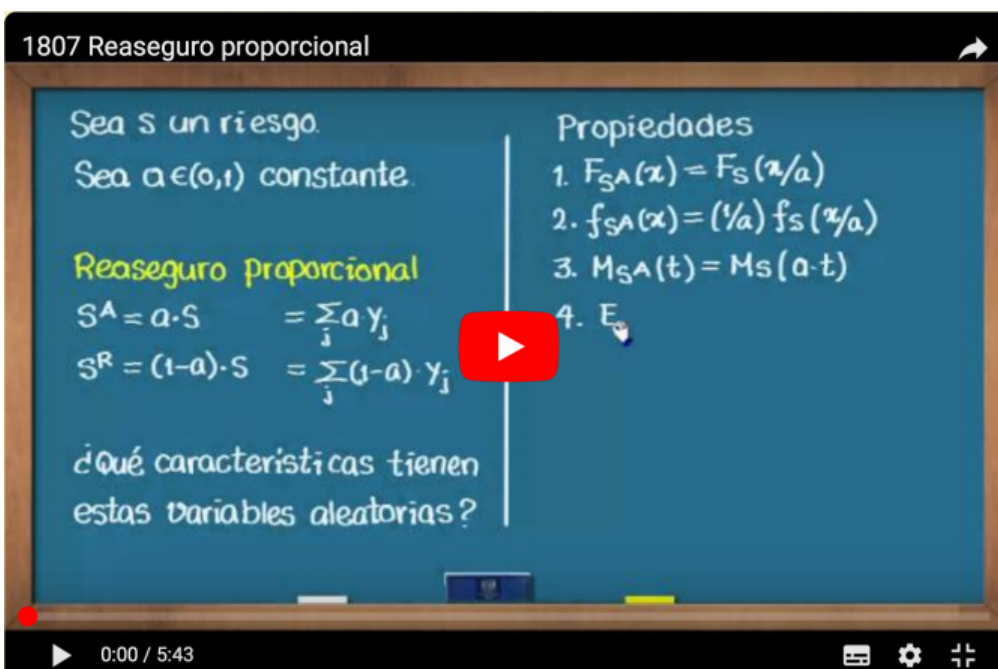 1807 Reaseguro proporcional
Sea S un riesgo.
Sea a ∈ (0,1) constante.
Reaseguro proporcional
S^A = a·S = ∑_j a Y_j
S^R = (1-a)·S = ∑_j (1-a)·Y_j
¿Qué características tienen
estas variables aleatorias?
Propiedades
1. F_{S^A}(x) = F_S(x/a)
2. f_{S^A}(x) = (1/a) f_S(x/a)
3. M_{S^A}(t) = M_S(a·t)
4. E
0:00 / 5:43